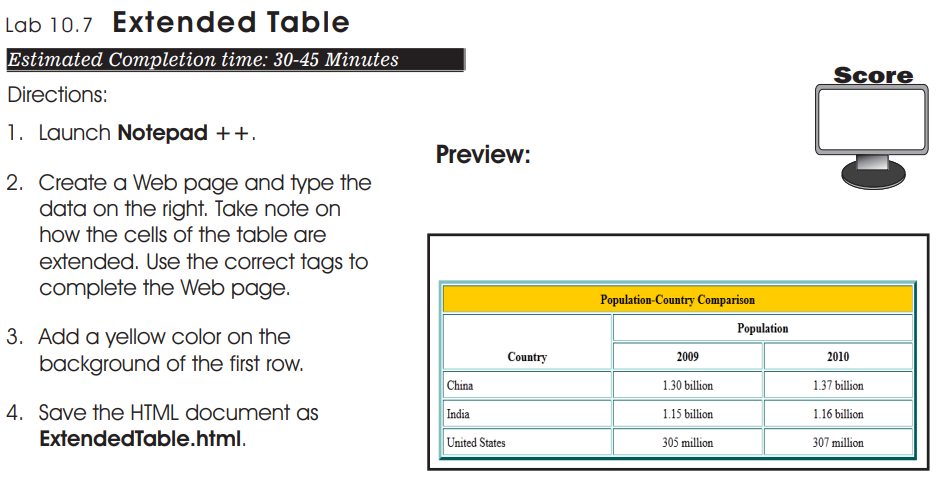 Lab 10.7 Extended Table
Estimated Completion time: 30-45 Minutes
Score
Directions:
1. Launch Notepad ++.
2. Create a Web page and type the
data on the right. Take note on
how the cells of the table are
extended. Use the correct tags to
complete the Web page.
3. Add a yellow color on the
background of the first row.
4. Save the HTML document as
ExtendedTable.html.
Preview:
Population-Country Comparison
Country
Population
2009 2010
China 1.30 billion 1.37 billion
India 1.15 billion 1.16 billion
United States 305 million 307 million